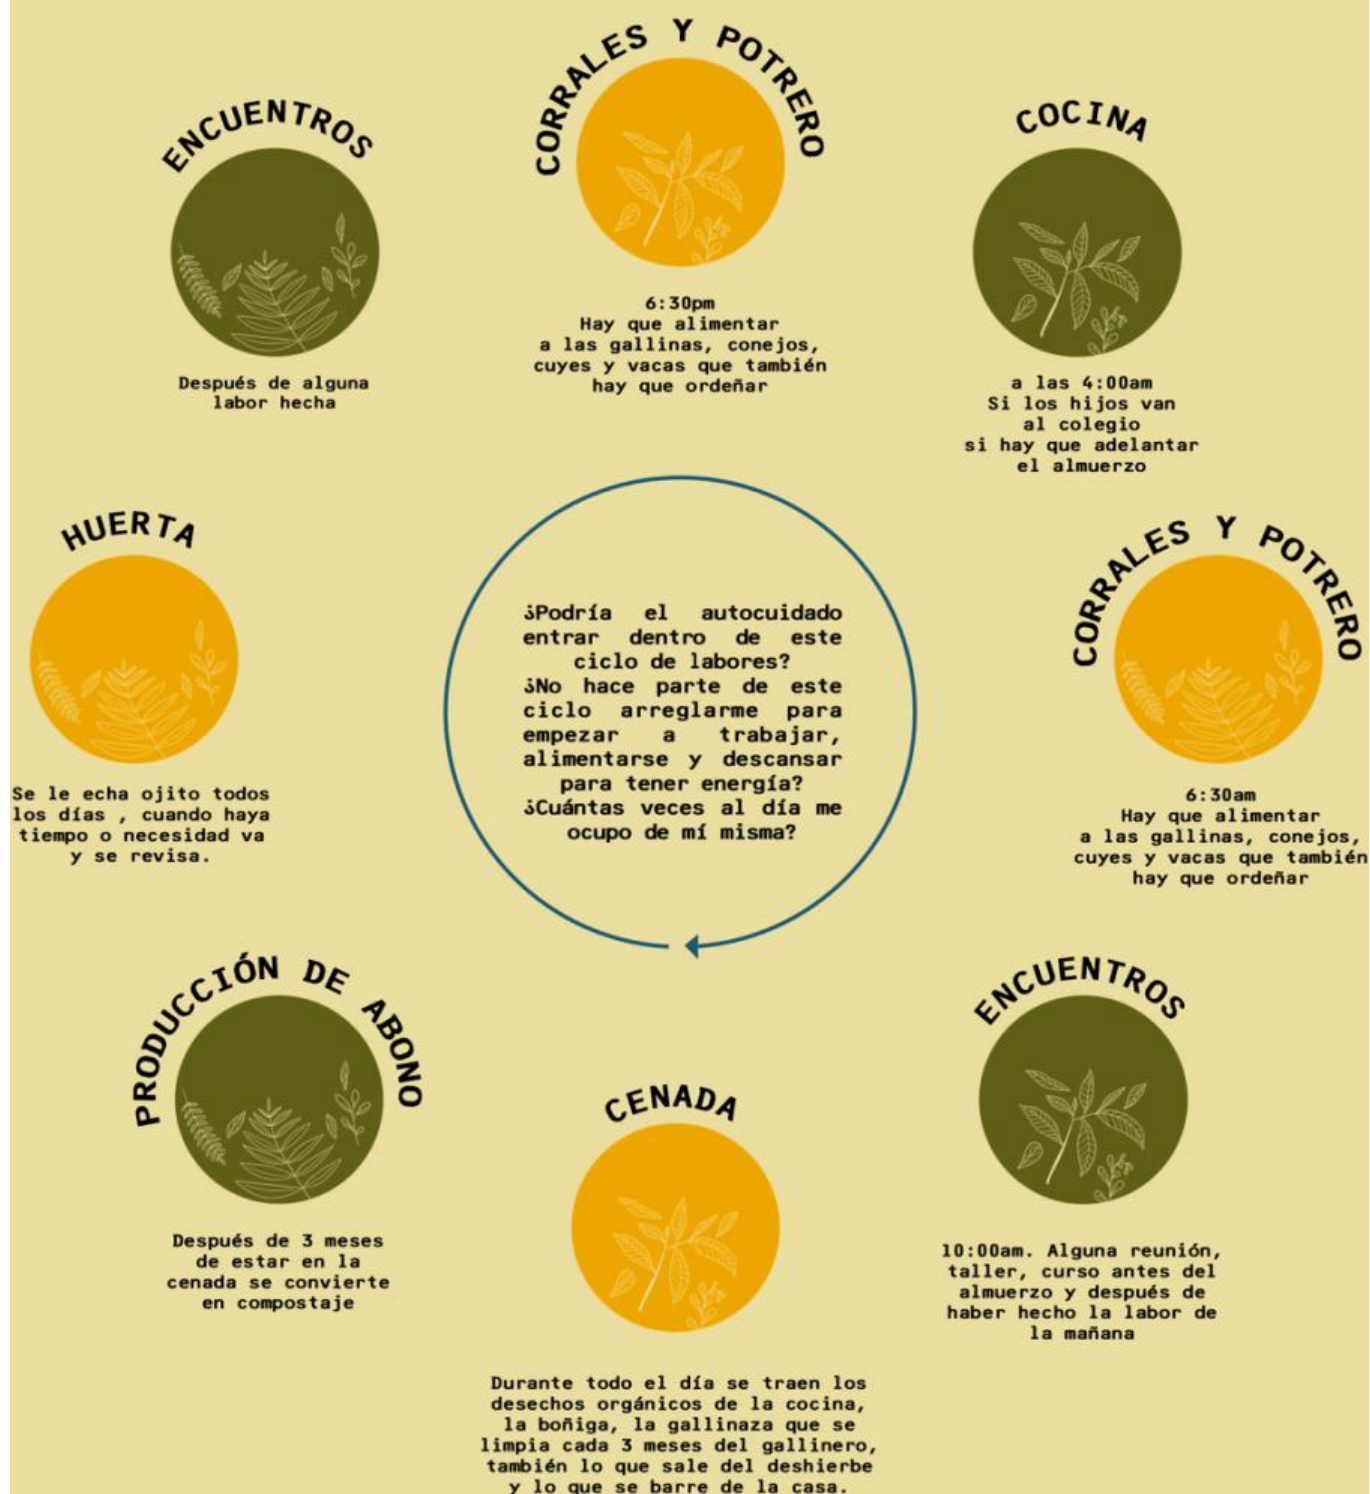 CORRALES Y POTRERO
6:30pm
Hay que alimentar
a las gallinas, conejos,
cuyes y vacas que también
hay que ordeñar
COCINA
a las 4:00am
Si los hijos van
al colegio
si hay que adelantar
el almuerzo
CORRALES Y POTRERO
6:30am
Hay que alimentar
a las gallinas, conejos,
cuyes y vacas que también
hay que ordeñar
ENCUENTROS
10:00am. Alguna reunión,
taller, curso antes del
almuerzo y después de
haber hecho la labor de
la mañana
CENADA
Durante todo el día se traen los
desechos orgánicos de la cocina,
la boñiga, la gallinaza que se
limpia cada 3 meses del gallinero,
también lo que sale del deshierbe
y lo que se barre de la casa.
PRODUCCIÓN DE ABONO
Después de 3 meses
de estar en la
cenada se convierte
en compostaje
HUERTA
Se le echa ojito todos
los días , cuando haya
tiempo o necesidad va
y se revisa.
ENCUENTROS
Después de alguna
labor hecha
¿Podría el autocuidado
entrar dentro de este
ciclo de labores?
¿No hace parte de este
ciclo arreglarme para
empezar a trabajar,
alimentarse y descansar
para tener energía?
¿Cuántas veces al día me
ocupo de mí misma?